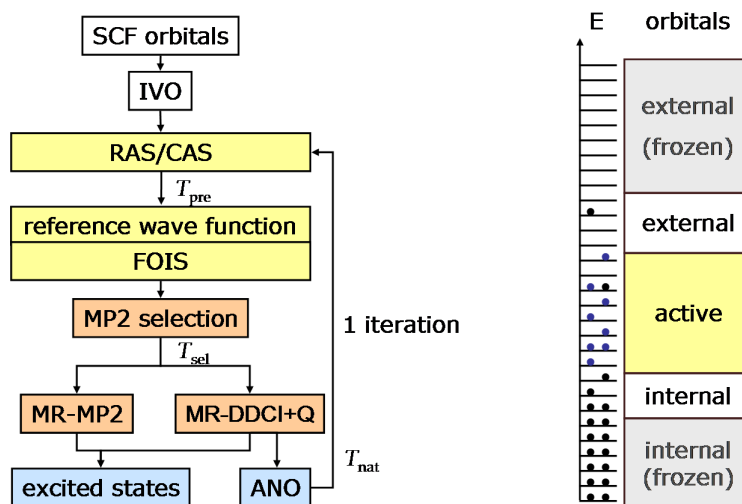 SCF orbitals
IVO
RAS/CAS
T_pre
reference wave function
FOIS
MP2 selection
T_sel
1 iteration
MR-MP2
MR-DDCI+Q
T_nat
excited states
ANO
E
orbitals
external
(frozen)
external
active
internal
internal
(frozen)